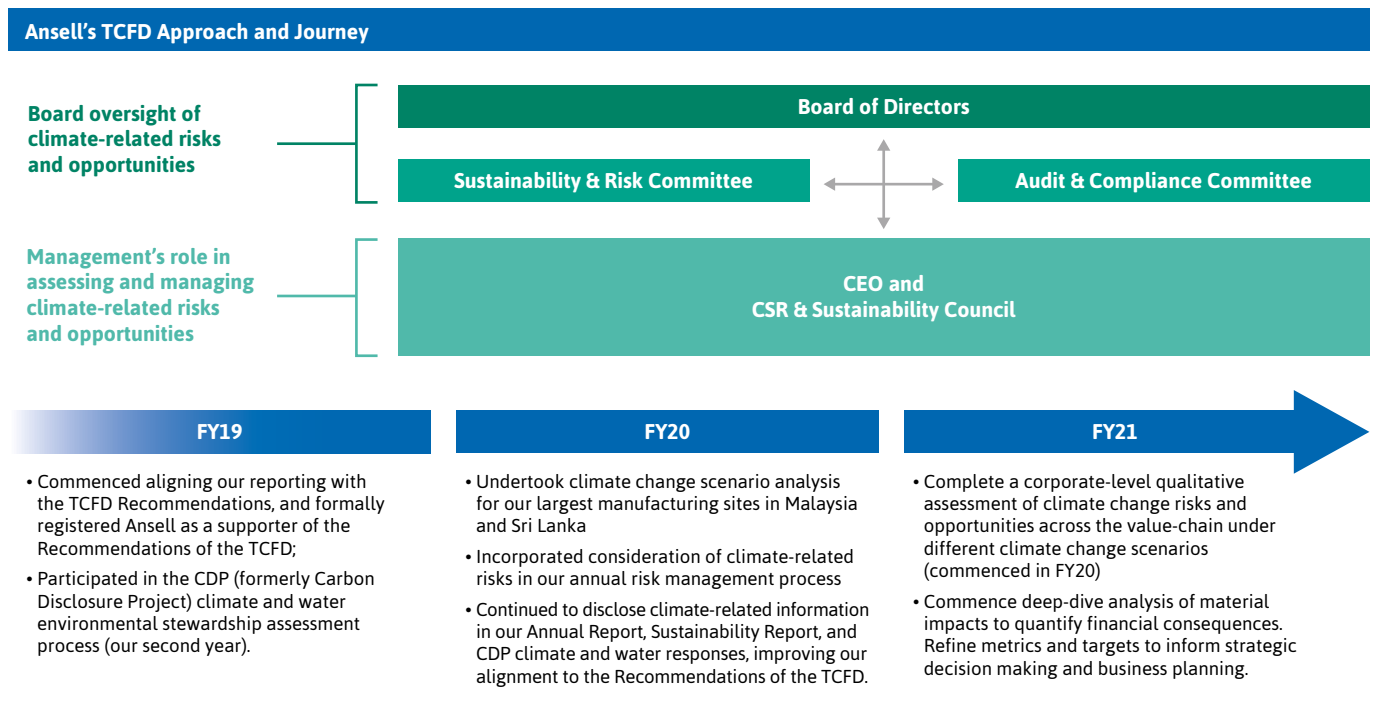 Ansell's TCFD Approach and Journey
Board oversight of
climate-related risks
and opportunities
Board of Directors
Sustainability & Risk Committee
Audit & Compliance Committee
Management's role in
assessing and managing
climate-related risks
and opportunities
CEO and
CSR & Sustainability Council
FY19
• Commenced aligning our reporting with
the TCFD Recommendations, and formally
registered Ansell as a supporter of the
Recommendations of the TCFD;
• Participated in the CDP (formerly Carbon
Disclosure Project) climate and water
environmental stewardship assessment
process (our second year).
FY20
• Undertook climate change scenario analysis
for our largest manufacturing sites in Malaysia
and Sri Lanka
• Incorporated consideration of climate-related
risks in our annual risk management process
• Continued to disclose climate-related information
in our Annual Report, Sustainability Report, and
CDP climate and water responses, improving our
alignment to the Recommendations of the TCFD.
FY21
• Complete a corporate-level qualitative
assessment of climate change risks and
opportunities across the value-chain under
different climate change scenarios
(commenced in FY20)
• Commence deep-dive analysis of material
impacts to quantify financial consequences.
Refine metrics and targets to inform strategic
decision making and business planning.